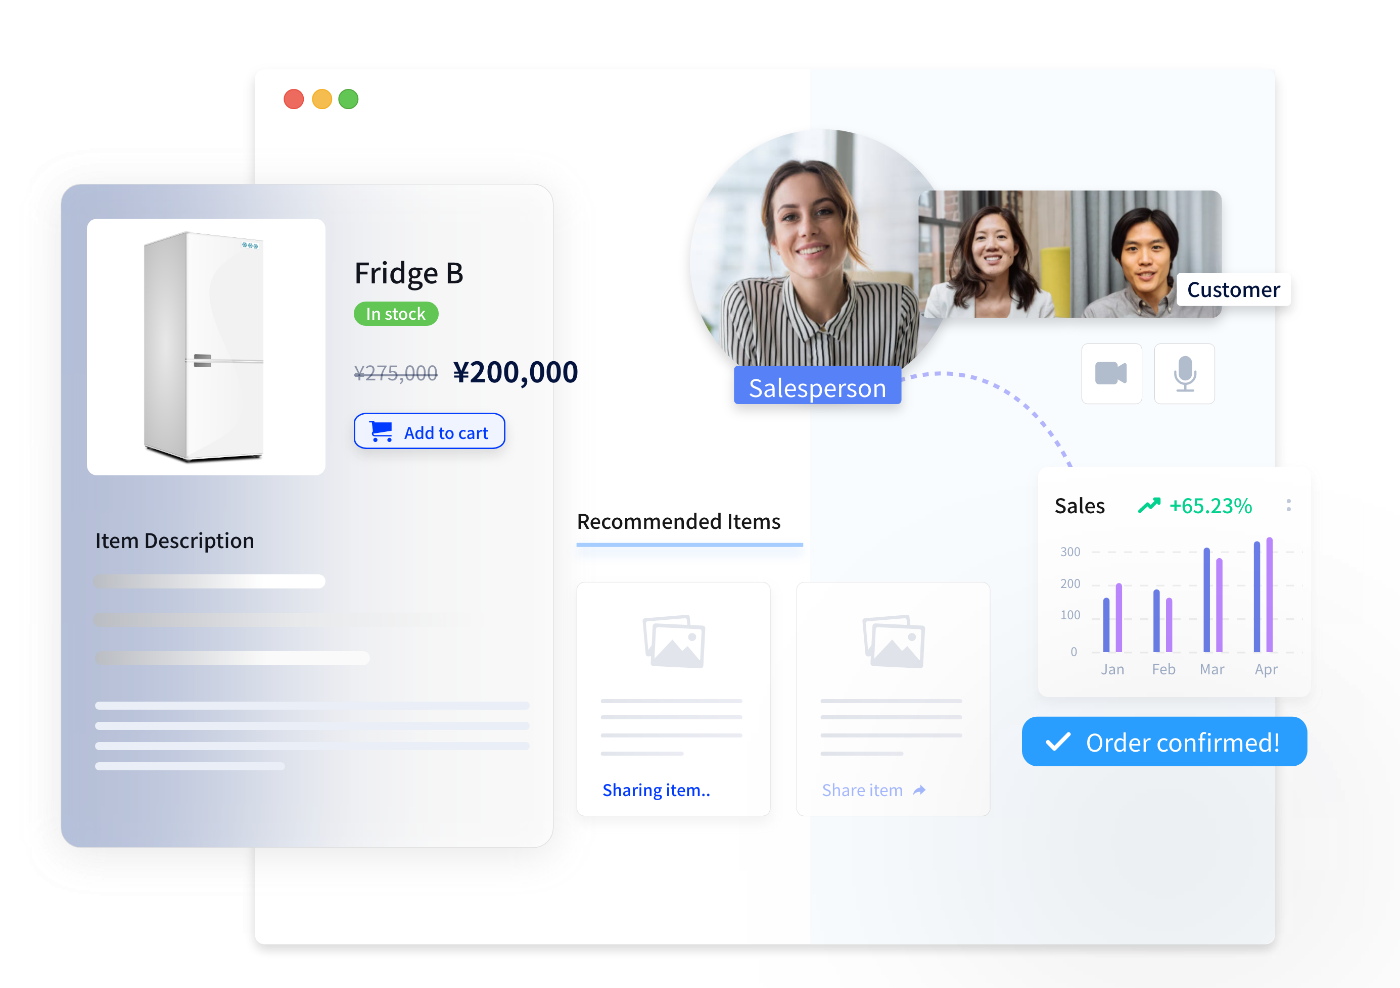 Fridge B
In stock
¥275,000 ¥200,000
Add to cart
Item Description
Salesperson
Customer
Recommended Items
Sharing item..
Share item
Sales +65.23%
300
200
100
0
Jan Feb Mar Apr
Order confirmed!